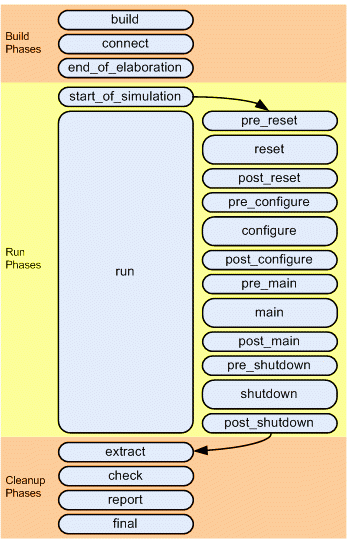 Build
Phases
build
connect
end_of_elaboration
Run
Phases
start_of_simulation
run
pre_reset
reset
post_reset
pre_configure
configure
post_configure
pre_main
main
post_main
pre_shutdown
shutdown
post_shutdown
Cleanup
Phases
extract
check
report
final